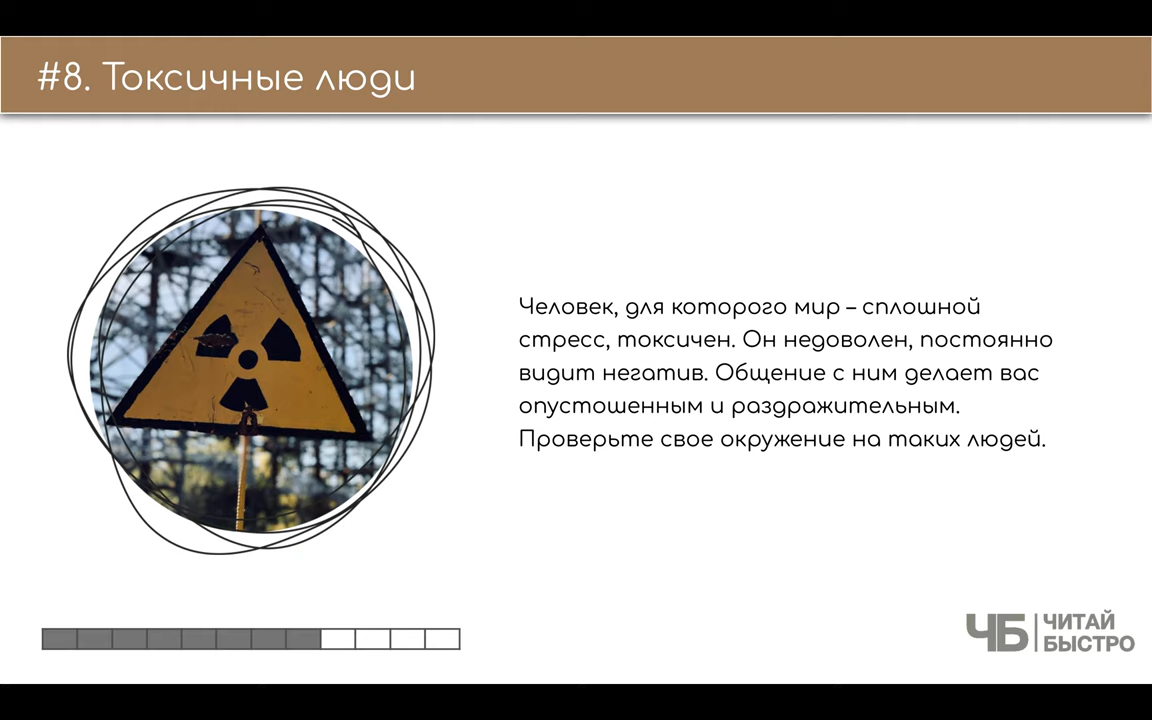 #8. Токсичные люди
Человек, для которого мир – сплошной
стресс, токсичен. Он недоволен, постоянно
видит негатив. Общение с ним делает вас
опустошенным и раздражительным.
Проверьте свое окружение на таких людей.
ЧБ
ЧИТАЙ
БЫСТРО